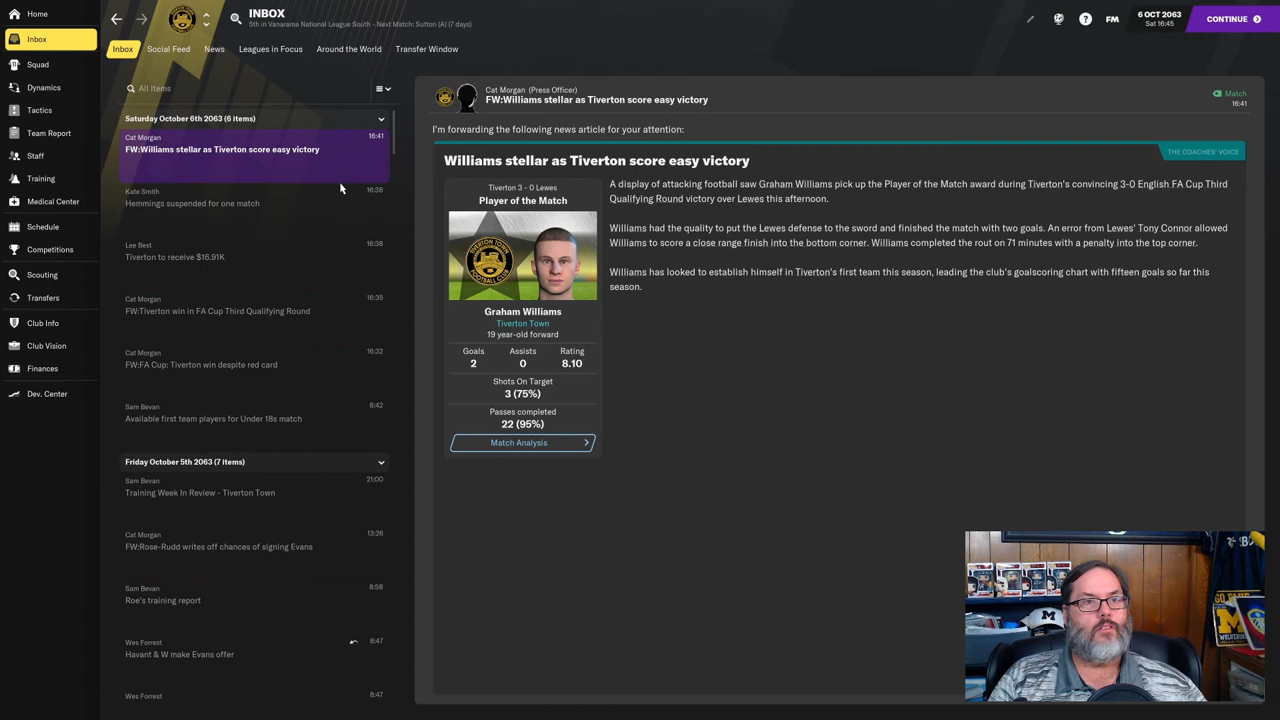 Home
Inbox
Squad
Dynamics
Tactics
Team Report
Staff
Training
Medical Center
Schedule
Competitions
Scouting
Transfers
Club Info
Club Vision
Finances
Dev. Center
INBOX
5th in Vanarama National League South - Next Match: Sutton (A) (7 days)
FM
6 OCT 2063
Sat 16:45
CONTINUE
Inbox
Social Feed
News
Leagues in Focus
Around the World
Transfer Window
All Items
Saturday October 6th 2063 (6 items)
Cat Morgan
16:41
FW:Williams stellar as Tiverton score easy victory
Kate Smith
16:38
Hemmings suspended for one match
Lee Best
16:38
Tiverton to receive $16.91K
Cat Morgan
16:35
FW:Tiverton win in FA Cup Third Qualifying Round
Cat Morgan
16:32
FW:FA Cup: Tiverton win despite red card
Sam Bevan
8:42
Available first team players for Under 18s match
Friday October 5th 2063 (7 items)
Sam Bevan
21:00
Training Week In Review - Tiverton Town
Cat Morgan
13:26
FW:Rose-Rudd writes off chances of signing Evans
Sam Bevan
8:58
Roe's training report
Wes Forrest
8:47
Havant & W make Evans offer
Wes Forrest
8:47
Cat Morgan (Press Officer)
FW:Williams stellar as Tiverton score easy victory
Match
16:41
I'm forwarding the following news article for your attention:
Williams stellar as Tiverton score easy victory
THE COACHES' VOICE
Tiverton 3 - 0 Lewes
Player of the Match
TIVERTON TOWN
FOOTBALL CLUB
Graham Williams
Tiverton Town
19 year-old forward
Goals
Assists
Rating
2
0
8.10
Shots On Target
3 (75%)
Passes completed
22 (95%)
Match Analysis
A display of attacking football saw Graham Williams pick up the Player of the Match award during Tiverton's convincing 3-0 English FA Cup Third
Qualifying Round victory over Lewes this afternoon.
Williams had the quality to put the Lewes defense to the sword and finished the match with two goals. An error from Lewes' Tony Connor allowed
Williams to score a close range finish into the bottom corner. Williams completed the rout on 71 minutes with a penalty into the top corner.
Williams has looked to establish himself in Tiverton's first team this season, leading the club's goalscoring chart with fifteen goals so far this
season.
M
GO BLUE
M